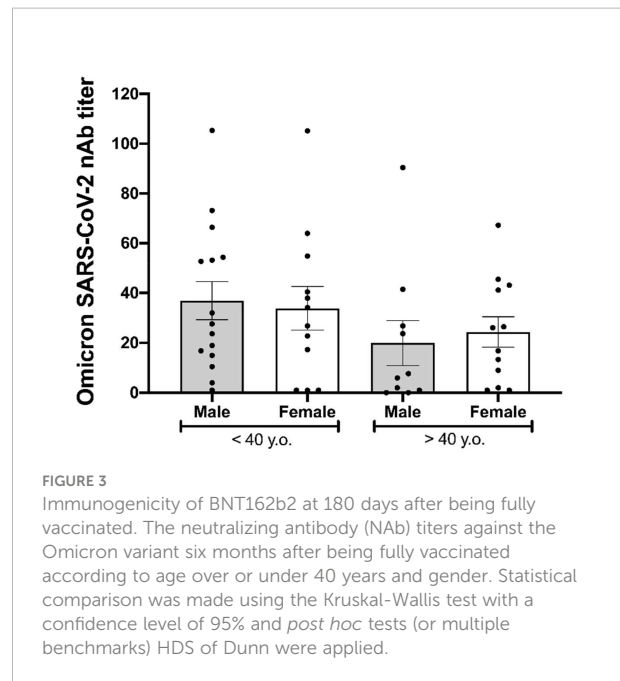 Omicron SARS-CoV-2 nAb titer
120
100
80
60
40
20
0
Male Female Male Female
< 40 y.o. > 40 y.o.
FIGURE 3
Immunogenicity of BNT162b2 at 180 days after being fully
vaccinated. The neutralizing antibody (NAb) titers against the
Omicron variant six months after being fully vaccinated
according to age over or under 40 years and gender. Statistical
comparison was made using the Kruskal-Wallis test with a
confidence level of 95% and post hoc tests (or multiple
benchmarks) HDS of Dunn were applied.